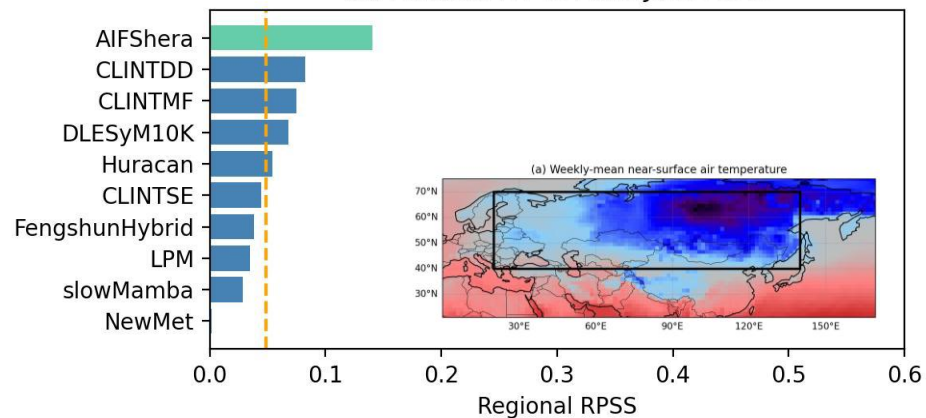 AIFShera
CLINTDD
CLINTMF
DLESyM10K
Huracan
CLINTSE
FengshunHybrid
LPM
slowMamba
NewMet
(a) Weekly-mean near-surface air temperature
70°N
60°N
50°N
40°N
30°N
30°E 60°E 90°E 120°E 150°E
0.0 0.1 0.2 0.3 0.4 0.5 0.6
Regional RPSS